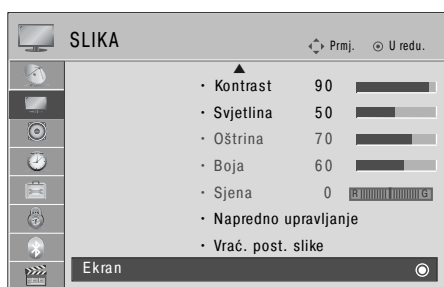 SLIKA
Prmj. U redu.
· Kontrast 90
· Svjetlina 50
· Oštrina 70
· Boja 60
· Sjena 0 R G
· Napredno upravljanje
· Vrać. post. slike
Ekran